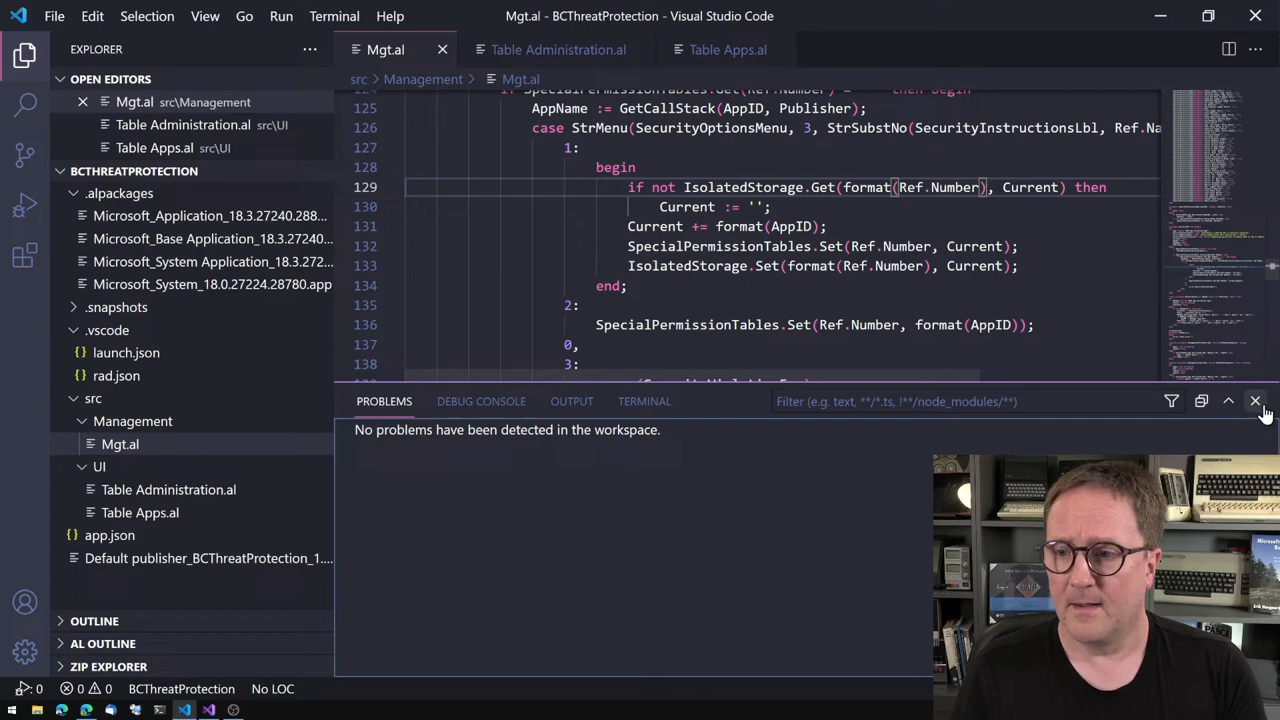 File Edit Selection View Go Run Terminal Help Mgt.al - BCThreatProtection - Visual Studio Code
EXPLORER
Mgt.al Table Administration.al Table Apps.al
OPEN EDITORS
src Management Mgt.al
Mgt.al src\Management
Table Administration.al src\UI
Table Apps.al src\UI
BCTHREATPROTECTION
.alpackages
Microsoft_Application_18.3.27240.288...
Microsoft_Base Application_18.3.2724...
Microsoft_System Application_18.3.27...
Microsoft_System_18.0.27224.28780.app
.snapshots
.vscode
launch.json
rad.json
src
Management
Mgt.al
UI
Table Administration.al
Table Apps.al
app.json
Default publisher_BCThreatProtection_1....
OUTLINE
AL OUTLINE
ZIP EXPLORER
125 AppName := GetCallStack(AppID, Publisher);
126 case StrMenu(SecurityOptionsMenu, 3, StrSubstNo(SecurityInstructionsLbl, Ref.Na
127 1:
128 begin
129 if not IsolatedStorage.Get(format(Ref.Number), Current) then
130 Current := '';
131 Current += format(AppID);
132 SpecialPermissionTables.Set(Ref.Number, Current);
133 IsolatedStorage.Set(format(Ref.Number), Current);
134 end;
135 2:
136 SpecialPermissionTables.Set(Ref.Number, format(AppID));
137 0,
138 3:
PROBLEMS DEBUG CONSOLE OUTPUT TERMINAL Filter (e.g. text, **/*.ts, !**/node_modules/**)
No problems have been detected in the workspace.
0 0 0 BCThreatProtection No LOC